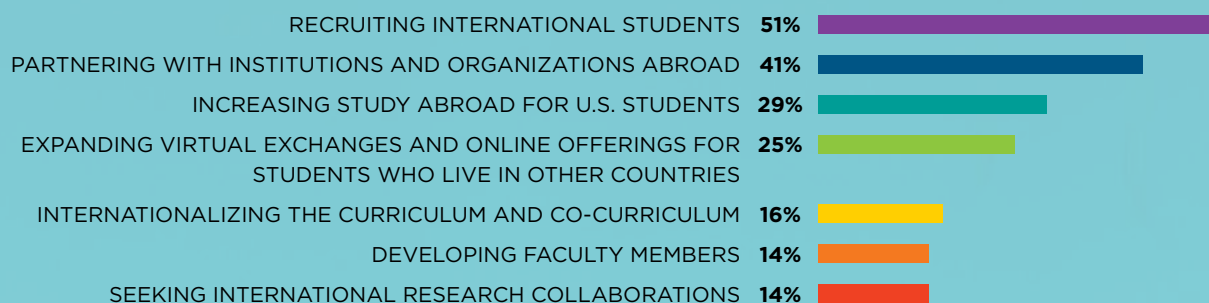 RECRUITING INTERNATIONAL STUDENTS 51%
PARTNERING WITH INSTITUTIONS AND ORGANIZATIONS ABROAD 41%
INCREASING STUDY ABROAD FOR U.S. STUDENTS 29%
EXPANDING VIRTUAL EXCHANGES AND ONLINE OFFERINGS FOR 25%
STUDENTS WHO LIVE IN OTHER COUNTRIES
INTERNATIONALIZING THE CURRICULUM AND CO-CURRICULUM 16%
DEVELOPING FACULTY MEMBERS 14%
SEEKING INTERNATIONAL RESEARCH COLLABORATIONS 14%